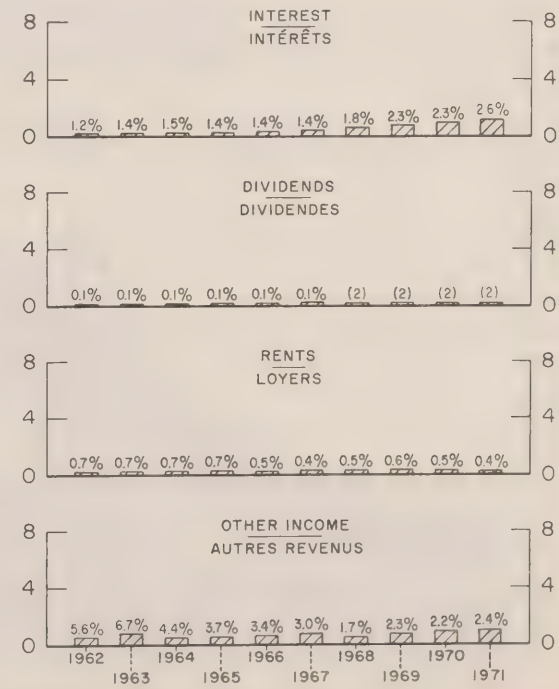 INTEREST
INTÉRÊTS
8 8
4 4
0 0
1.2% 1.4% 1.5% 1.4% 1.4% 1.4% 1.8% 2.3% 2.3% 2.6%
DIVIDENDS
DIVIDENDES
8 8
4 4
0 0
0.1% 0.1% 0.1% 0.1% 0.1% 0.1% (2) (2) (2) (2)
RENTS
LOYERS
8 8
4 4
0 0
0.7% 0.7% 0.7% 0.7% 0.5% 0.4% 0.5% 0.6% 0.5% 0.4%
OTHER INCOME
AUTRES REVENUS
8 8
4 4
0 0
5.6% 6.7% 4.4% 3.7% 3.4% 3.0% 1.7% 2.3% 2.2% 2.4%
1962 1964 1966 1968 1970
1963 1965 1967 1969 1971